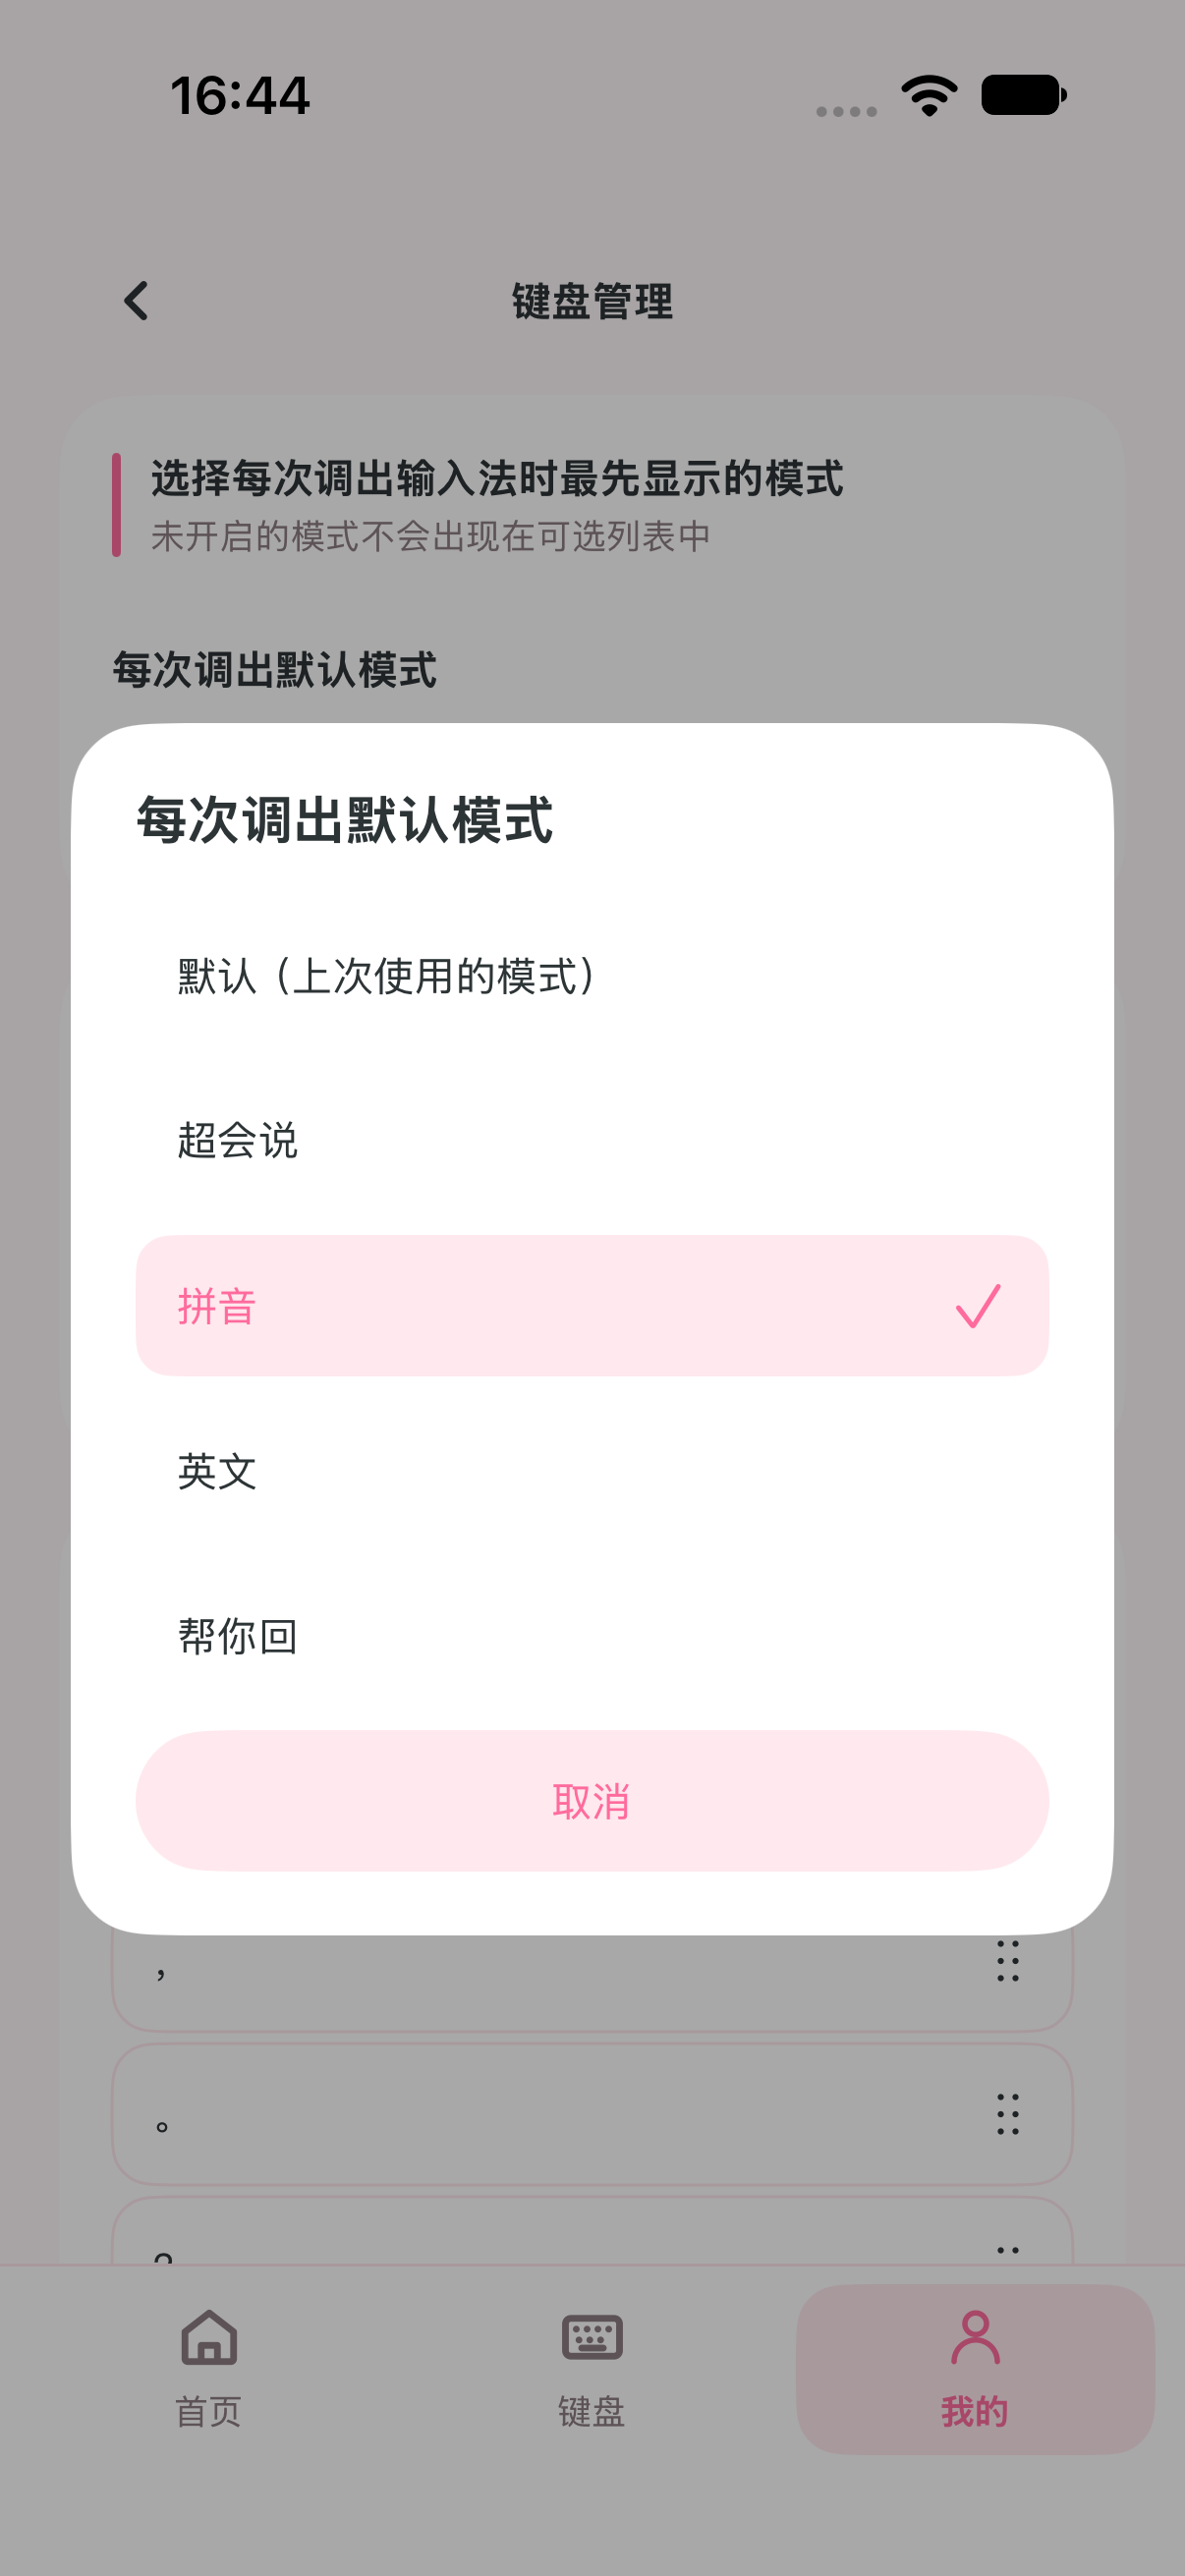 16:44
键盘管理
选择每次调出输入法时最先显示的模式
未开启的模式不会出现在可选列表中
每次调出默认模式
每次调出默认模式
默认（上次使用的模式）
超会说
拼音
英文
帮你回
取消
，
。
首页
键盘
我的